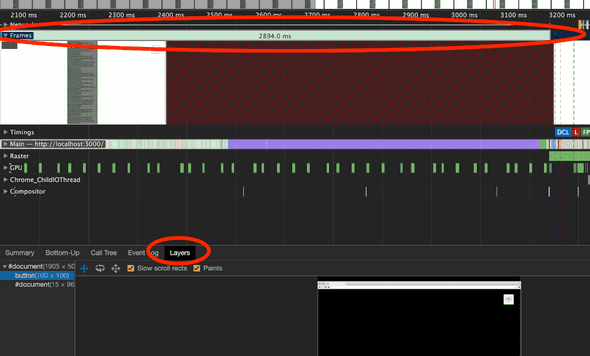 2100 ms 2200 ms 2300 ms 2400 ms 2500 ms 2600 ms 2700 ms 2800 ms 2900 ms 3000 ms 3100 ms 3200 ms
Frames
2894.0 ms
Timings
DCL L FP
Main — http://localhost:3000/
Raster
GPU
Chrome_ChildIOThread
Compositor
Summary Bottom-Up Call Tree Event Log Layers
#document(1905 × 50
button(100 × 100)
#document(15 × 96
Slow scroll rects Paints